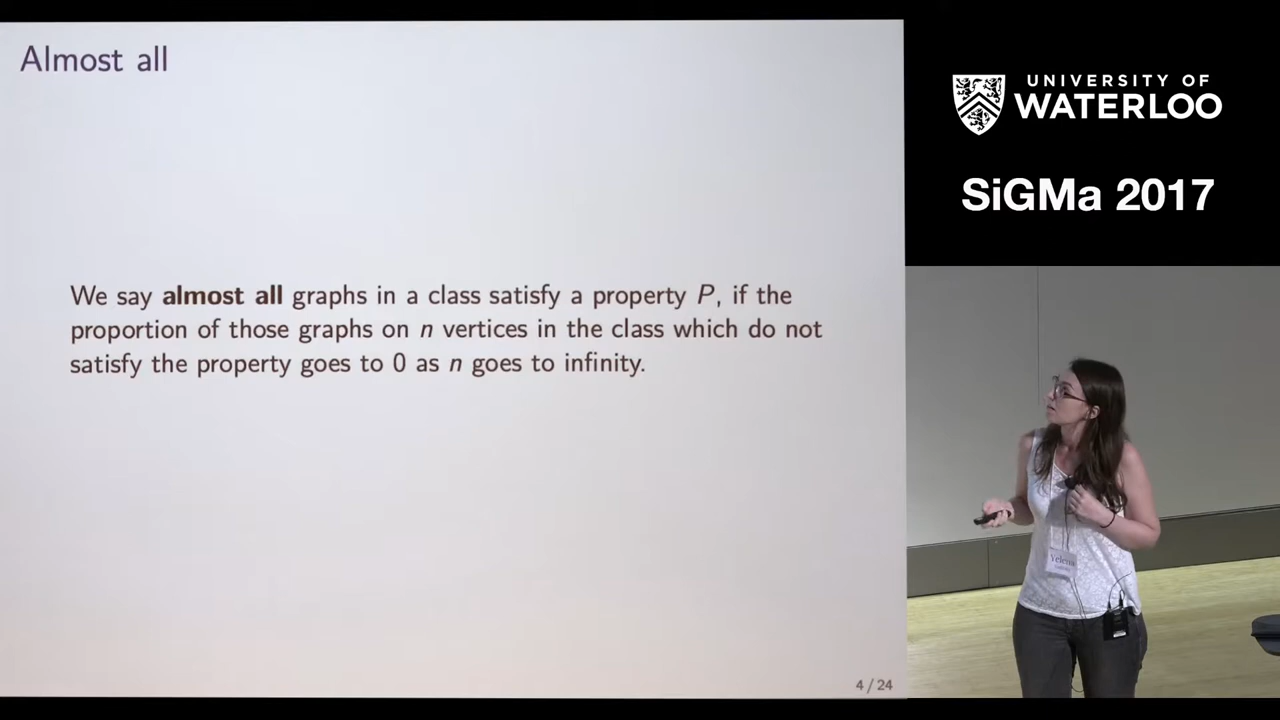 Almost all
We say almost all graphs in a class satisfy a property P, if the
proportion of those graphs on n vertices in the class which do not
satisfy the property goes to 0 as n goes to infinity.
4 / 24
UNIVERSITY OF
WATERLOO
SiGMa 2017
Yelena